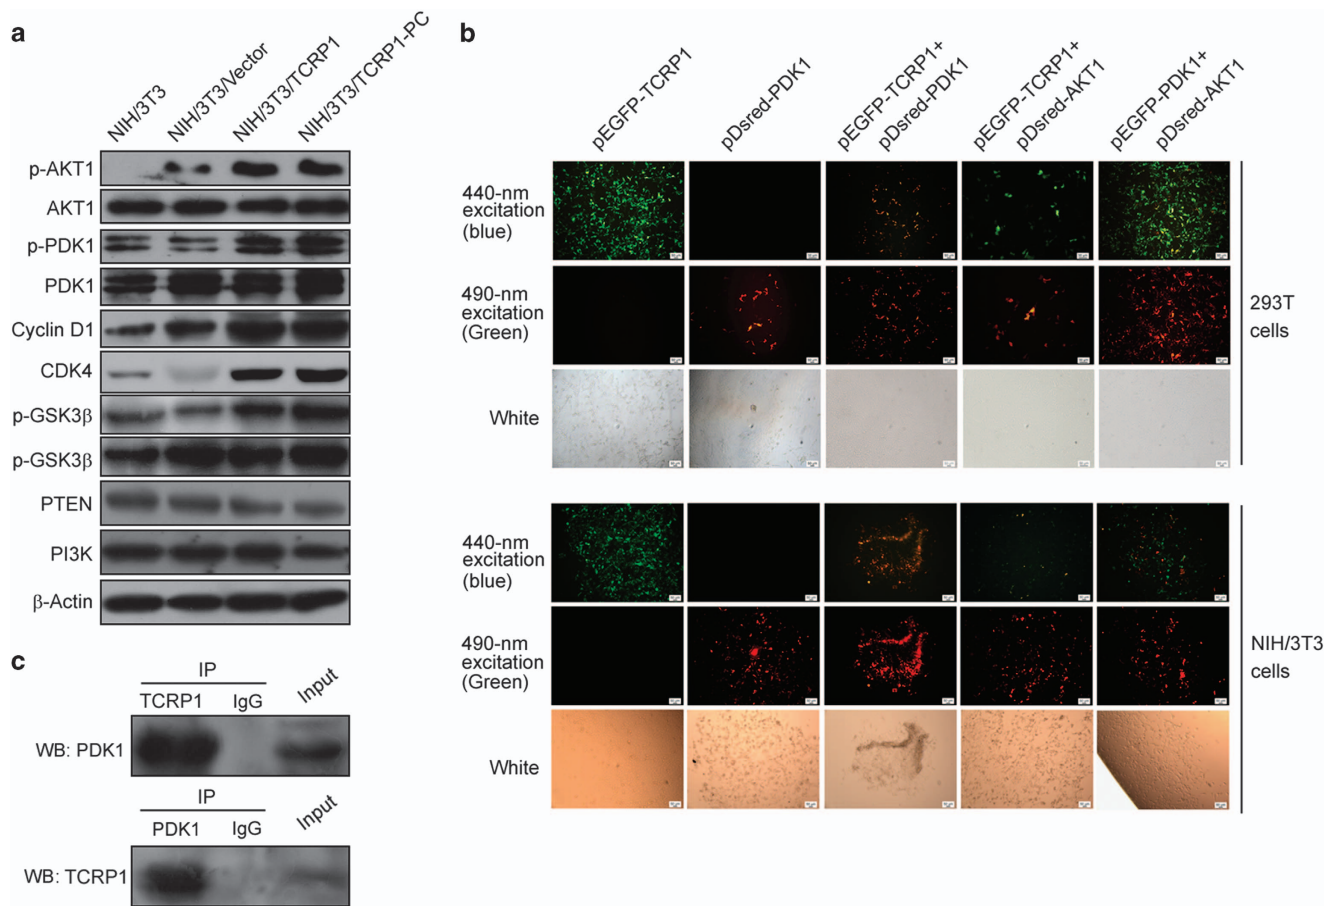 a
NIH/3T3
NIH/3T3/Vector
NIH/3T3/TCRP1
NIH/3T3/TCRP1-PC
p-AKT1
AKT1
p-PDK1
PDK1
Cyclin D1
CDK4
p-GSK3β
p-GSK3β
PTEN
PI3K
β-Actin
b
pEGFP-TCRP1
pDsred-PDK1
pEGFP-TCRP1+
pDsred-PDK1
pEGFP-TCRP1+
pDsred-AKT1
pEGFP-PDK1+
pDsred-AKT1
440-nm
excitation
(blue)
490-nm
excitation
(Green)
White
293T
cells
440-nm
excitation
(blue)
490-nm
excitation
(Green)
White
NIH/3T3
cells
c
IP
TCRP1 IgG Input
WB: PDK1
IP
PDK1 IgG Input
WB: TCRP1